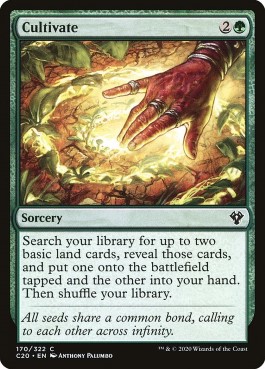 Cultivate 2
Sorcery
Search your library for up to two
basic land cards, reveal those cards,
and put one onto the battlefield
tapped and the other into your hand.
Then shuffle your library.
All seeds share a common bond, calling
to each other across infinity.
170/322 C
C20 • EN Anthony Palumbo
™ & © 2020 Wizards of the Coast